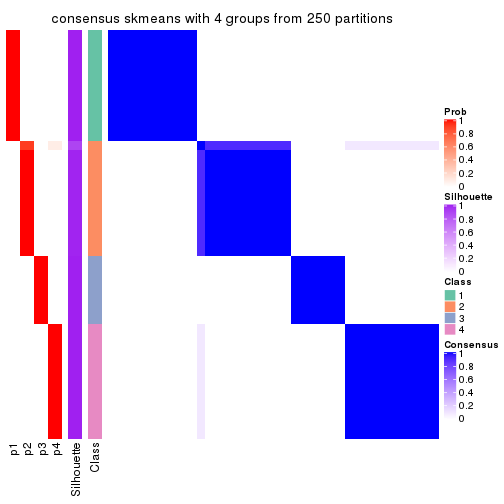 consensus skmeans with 4 groups from 250 partitions
Prob
1
0.8
0.6
0.4
0.2
0
Silhouette
1
0.8
0.6
0.4
0.2
0
Class
1
2
3
4
Consensus
1
0.8
0.6
0.4
0.2
0
p1
p2
p3
p4
Silhouette
Class